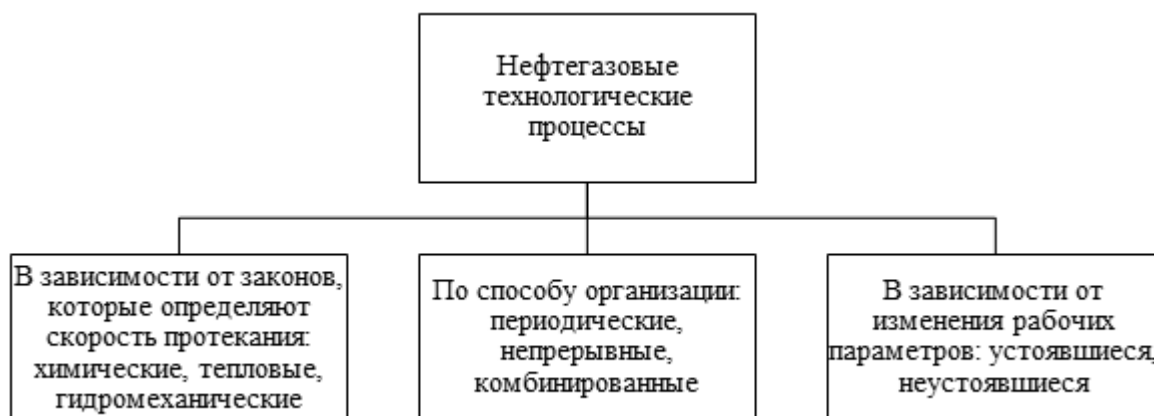 Нефтегазовые
технологические
процессы
В зависимости от законов,
которые определяют
скорость протекания:
химические, тепловые,
гидромеханические
По способу организации:
периодические,
непрерывные,
комбинированные
В зависимости от
изменения рабочих
параметров: устоявшиеся,
неустоявшиеся